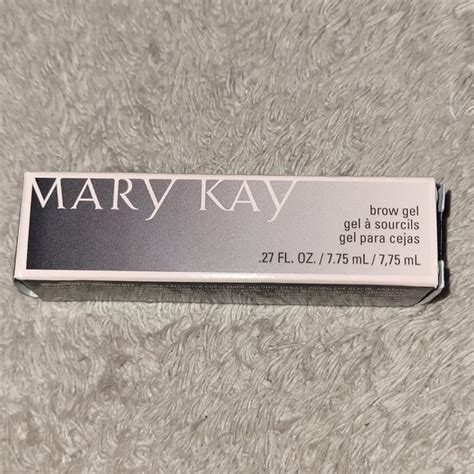 MARY KAY
brow gel
gel à sourcils
gel para cejas
.27 FL. OZ. / 7.75 mL / 7,75 mL